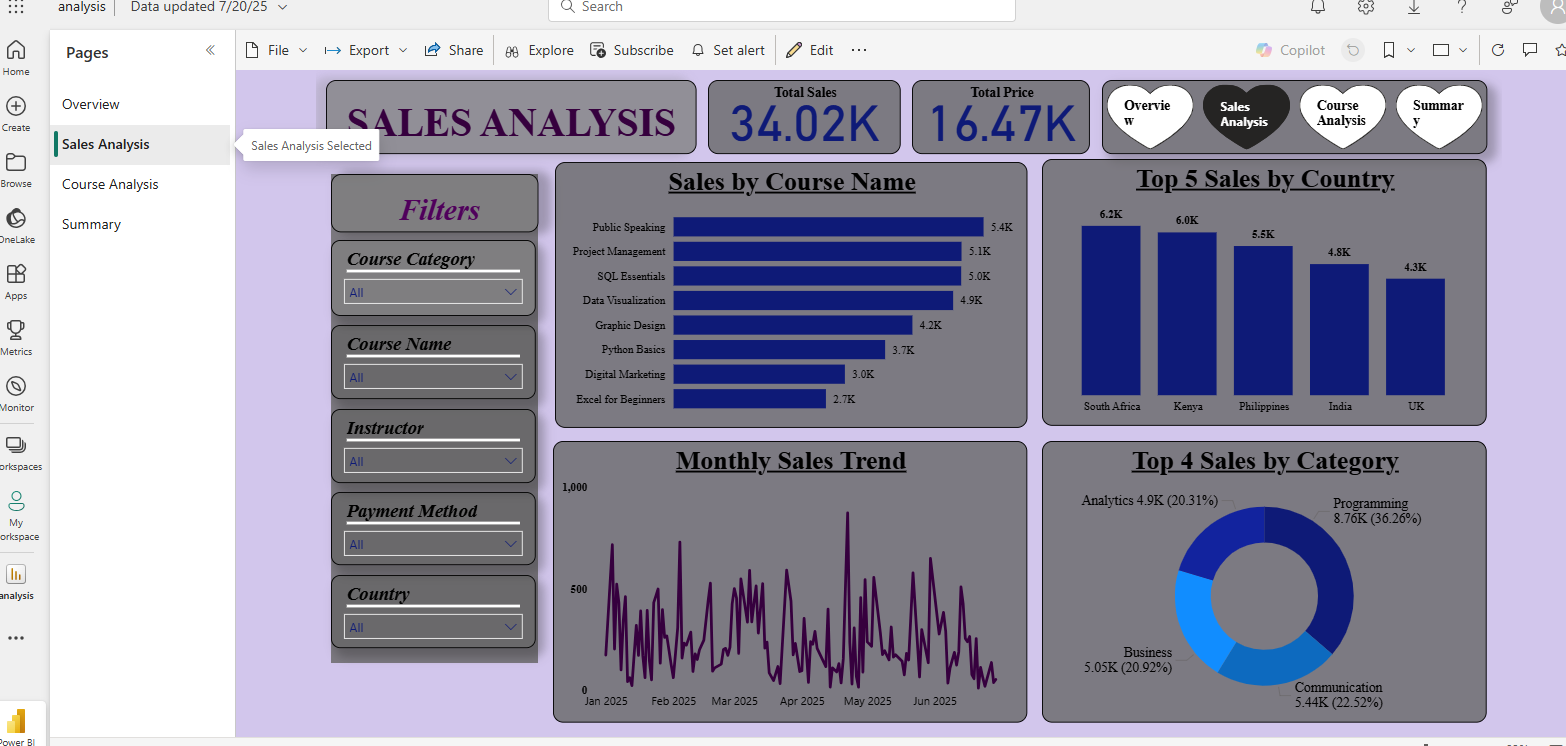 analysis
Data updated 7/20/25
Search
Home
Create
Browse
OneLake
Apps
Metrics
Monitor
My
analysis
Power BI
Pages
Overview
Sales Analysis
Course Analysis
Summary
Sales Analysis Selected
File
Export
Share
Explore
Subscribe
Set alert
Edit
Copilot
SALES ANALYSIS
Total Sales
34.02K
Total Price
16.47K
Overvie
w
Sales
Analysis
Course
Analysis
Summar
y
Filters
Course Category
All
Course Name
All
Instructor
All
Payment Method
All
Country
All
Sales by Course Name
Public Speaking 5.4K
Project Management 5.1K
SQL Essentials 5.0K
Data Visualization 4.9K
Graphic Design 4.2K
Python Basics 3.7K
Digital Marketing 3.0K
Excel for Beginners 2.7K
Top 5 Sales by Country
6.2K 6.0K 5.5K 4.8K 4.3K
South Africa Kenya Philippines India UK
Monthly Sales Trend
1,000
500
0
Jan 2025 Feb 2025 Mar 2025 Apr 2025 May 2025 Jun 2025
Top 4 Sales by Category
Analytics 4.9K (20.31%)
Programming
8.76K (36.26%)
Business
5.05K (20.92%)
Communication
5.44K (22.52%)